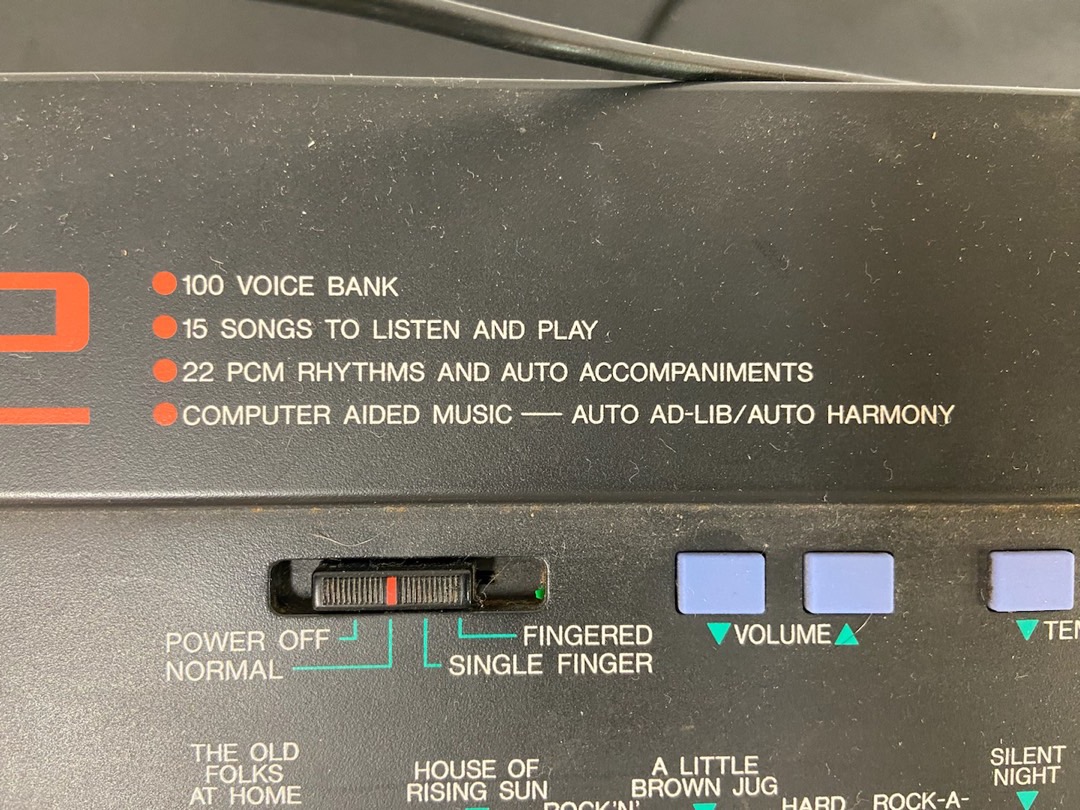 100 VOICE BANK
15 SONGS TO LISTEN AND PLAY
22 PCM RHYTHMS AND AUTO ACCOMPANIMENTS
COMPUTER AIDED MUSIC — AUTO AD-LIB/AUTO HARMONY
POWER OFF
NORMAL
FINGERED
SINGLE FINGER
▼VOLUME▲
▼
THE OLD
FOLKS
AT HOME
HOUSE OF
RISING SUN
ROCK'N'
A LITTLE
BROWN JUG
HARD
ROCK-A-
SILENT
NIGHT